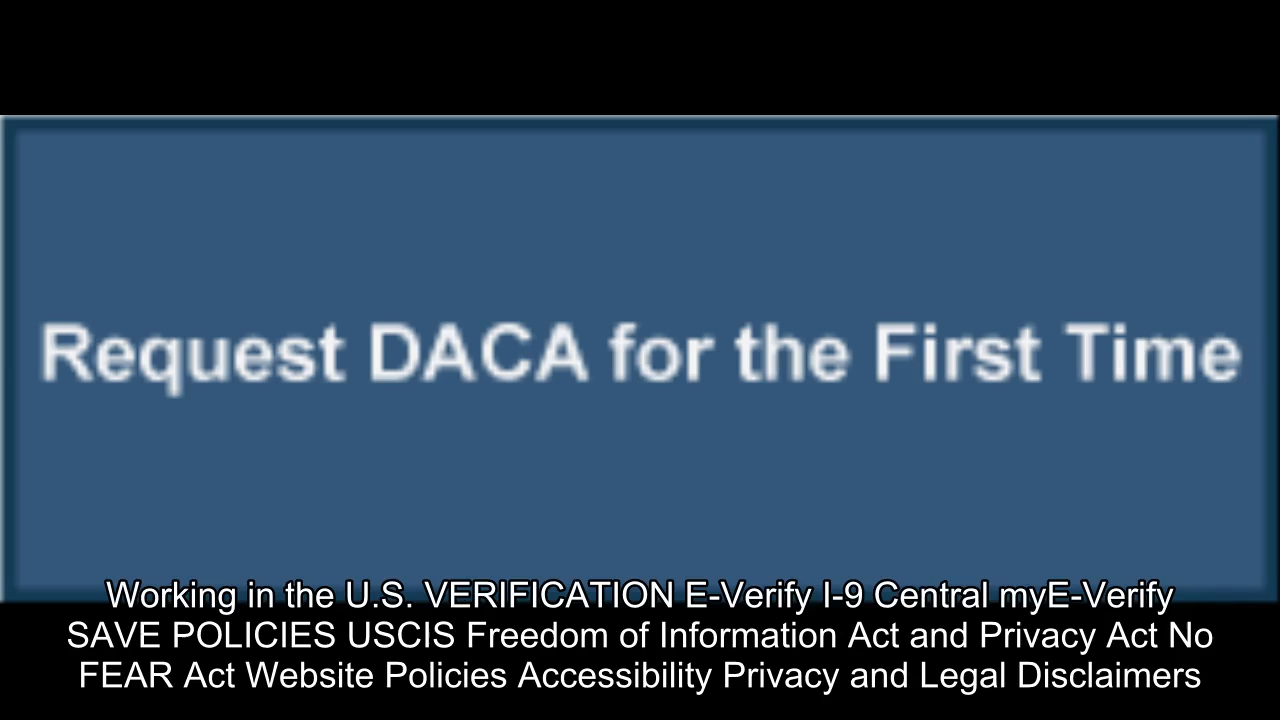 Request DACA for the First Time
Working in the U.S. VERIFICATION E-Verify I-9 Central myE-Verify
SAVE POLICIES USCIS Freedom of Information Act and Privacy Act No
FEAR Act Website Policies Accessibility Privacy and Legal Disclaimers